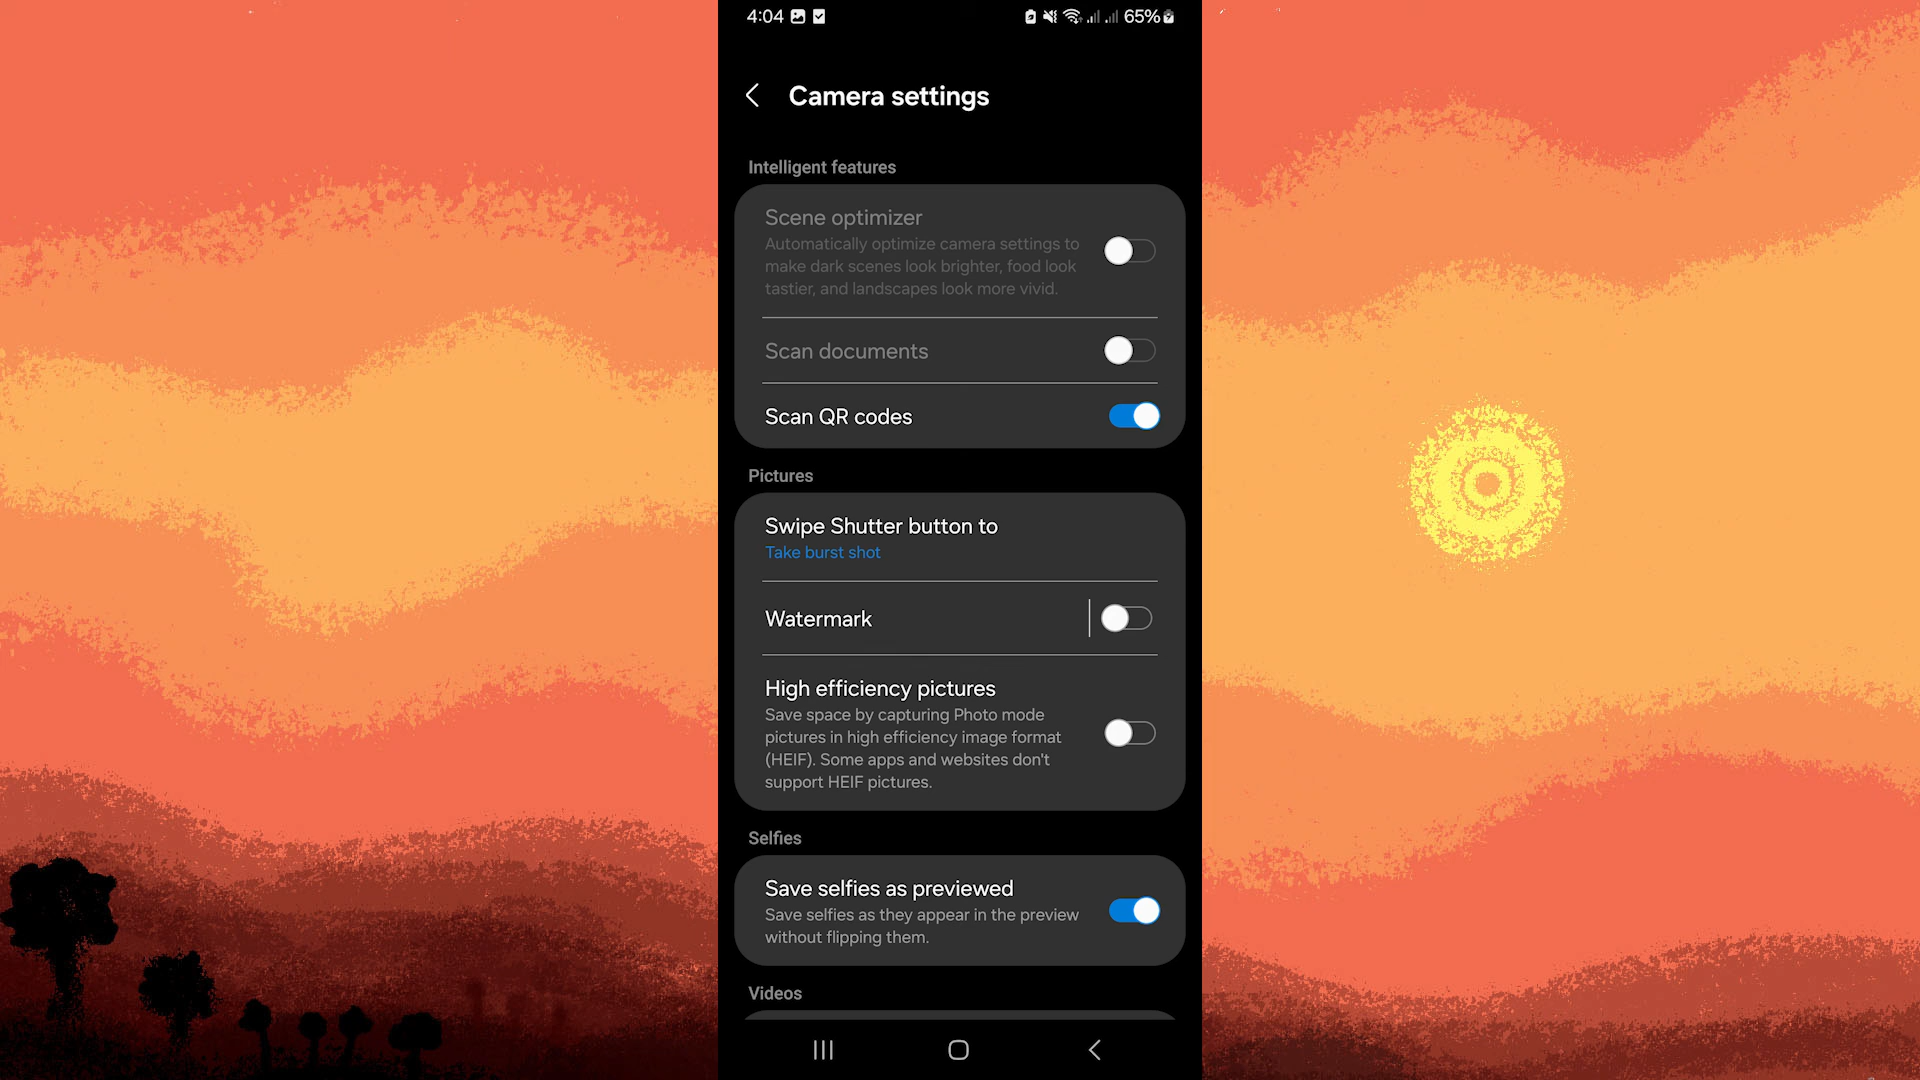 4:04
65%
Camera settings
Intelligent features
Scene optimizer
Automatically optimize camera settings to
make dark scenes look brighter, food look
tastier, and landscapes look more vivid.
Scan documents
Scan QR codes
Pictures
Swipe Shutter button to
Take burst shot
Watermark
High efficiency pictures
Save space by capturing Photo mode
pictures in high efficiency image format
(HEIF). Some apps and websites don't
support HEIF pictures.
Selfies
Save selfies as previewed
Save selfies as they appear in the preview
without flipping them.
Videos